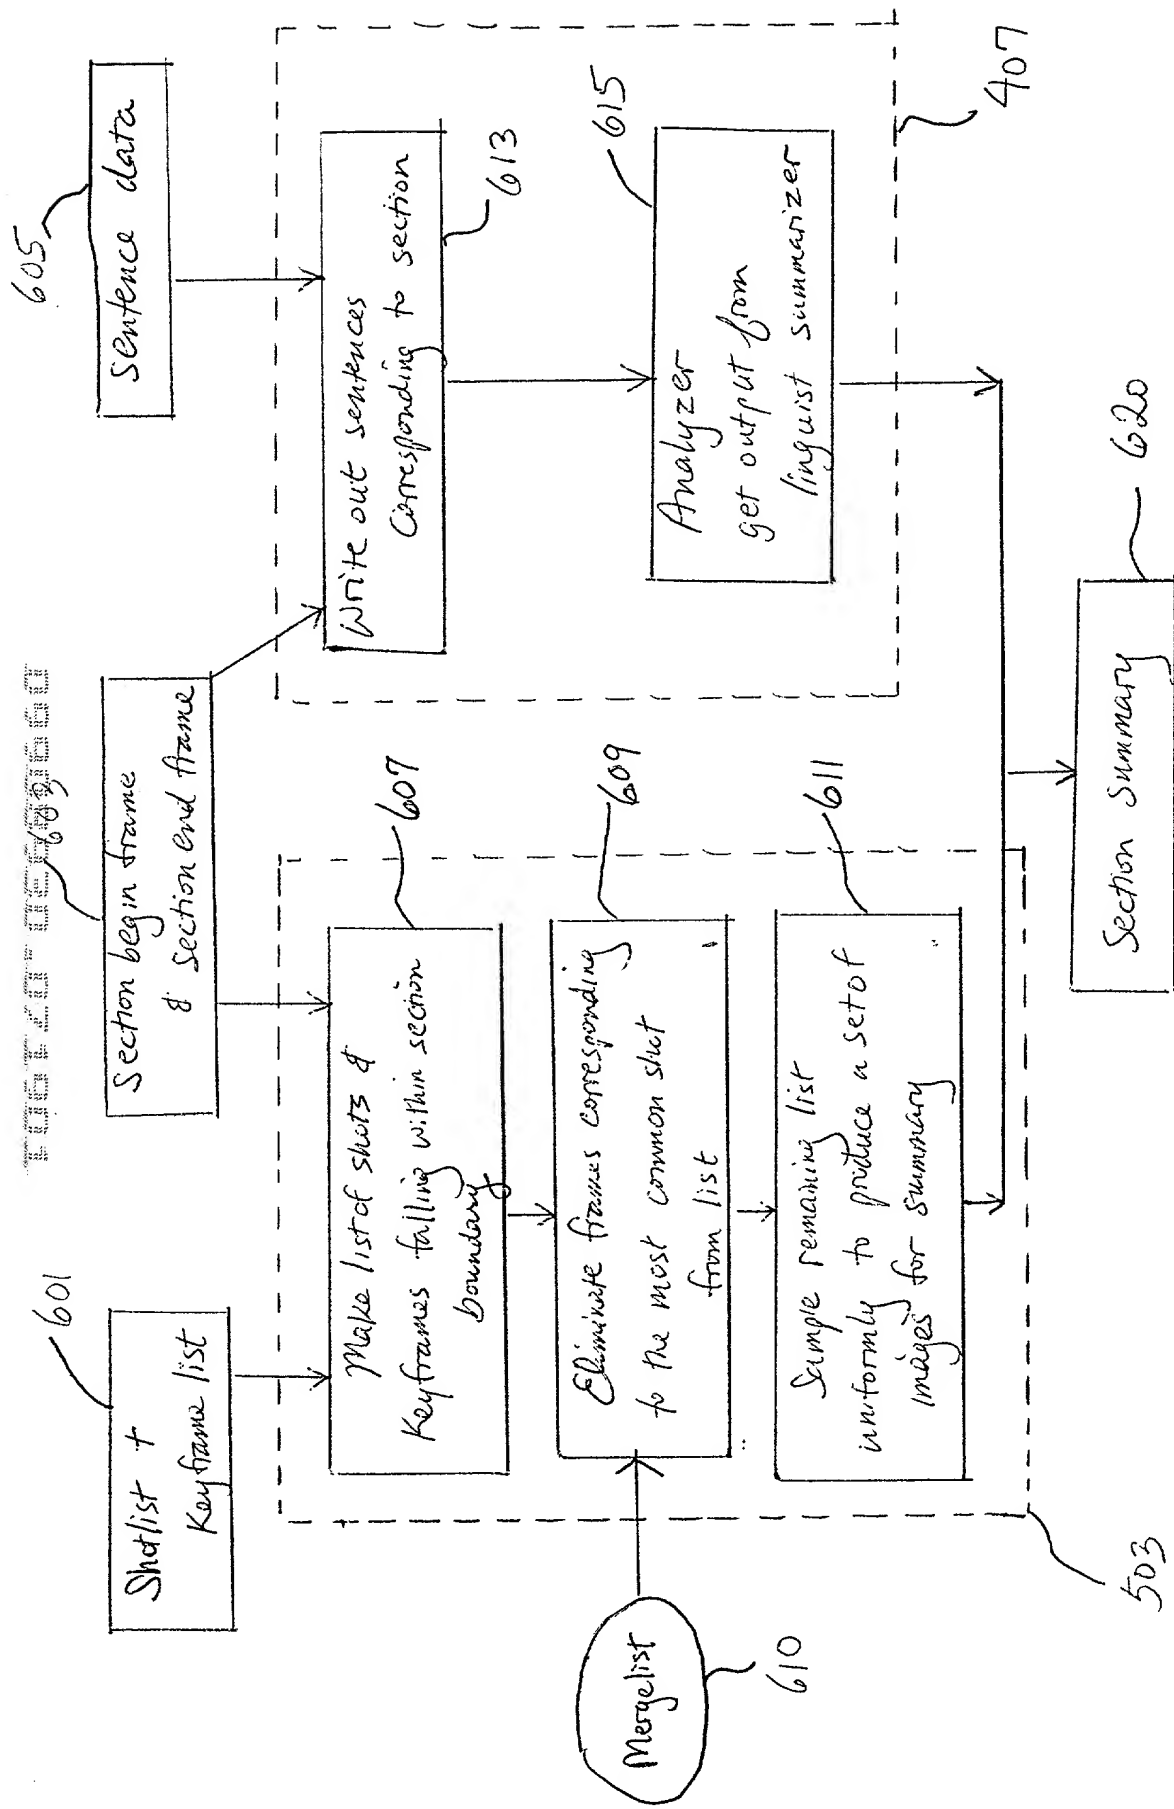 601
Shotlist +
Keyframe list
603
Section begin frame
& section end frame
605
sentence data
Make list of shots &
Keyframes falling within section
boundary
607
Write out sentences
Corresponding to section
613
Mergelist
610
Eliminate frames corresponding
to the most common shot
from list
609
Analyzer
get output from
linguist summarizer
615
Sample remaining list
uniformly to produce a set of
images for summary
611
407
503
Section Summary
620